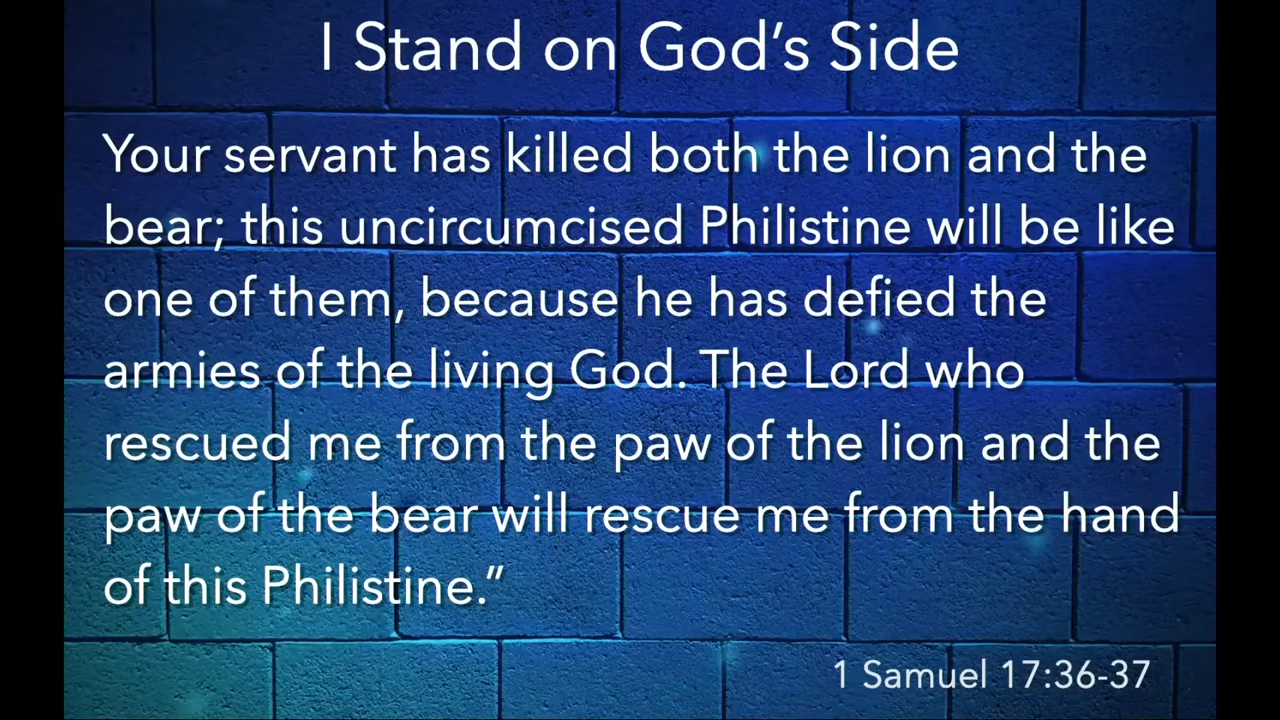 I Stand on God’s Side
Your servant has killed both the lion and the
bear; this uncircumcised Philistine will be like
one of them, because he has defied the
armies of the living God. The Lord who
rescued me from the paw of the lion and the
paw of the bear will rescue me from the hand
of this Philistine.”
1 Samuel 17:36-37